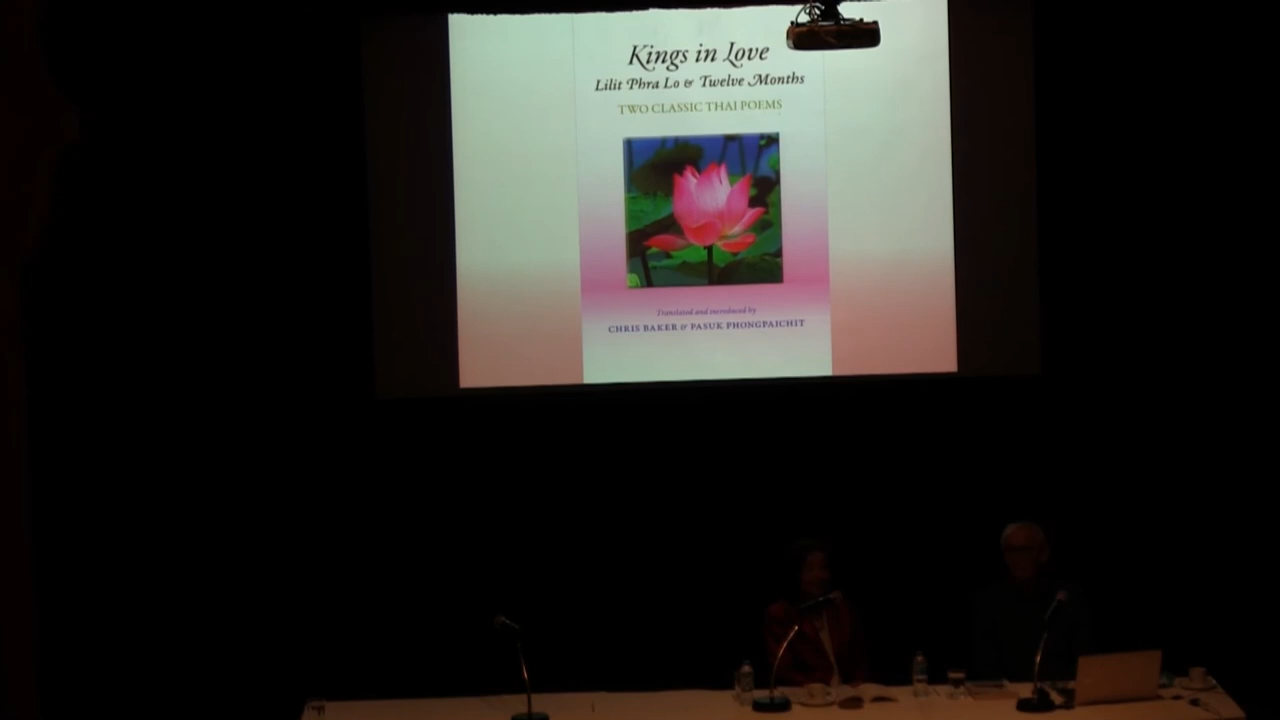 Kings in Love
Lilit Phra Lo & Twelve Months
TWO CLASSIC THAI POEMS
Translated and introduced by
CHRIS BAKER & PASUK PHONGPAICHIT